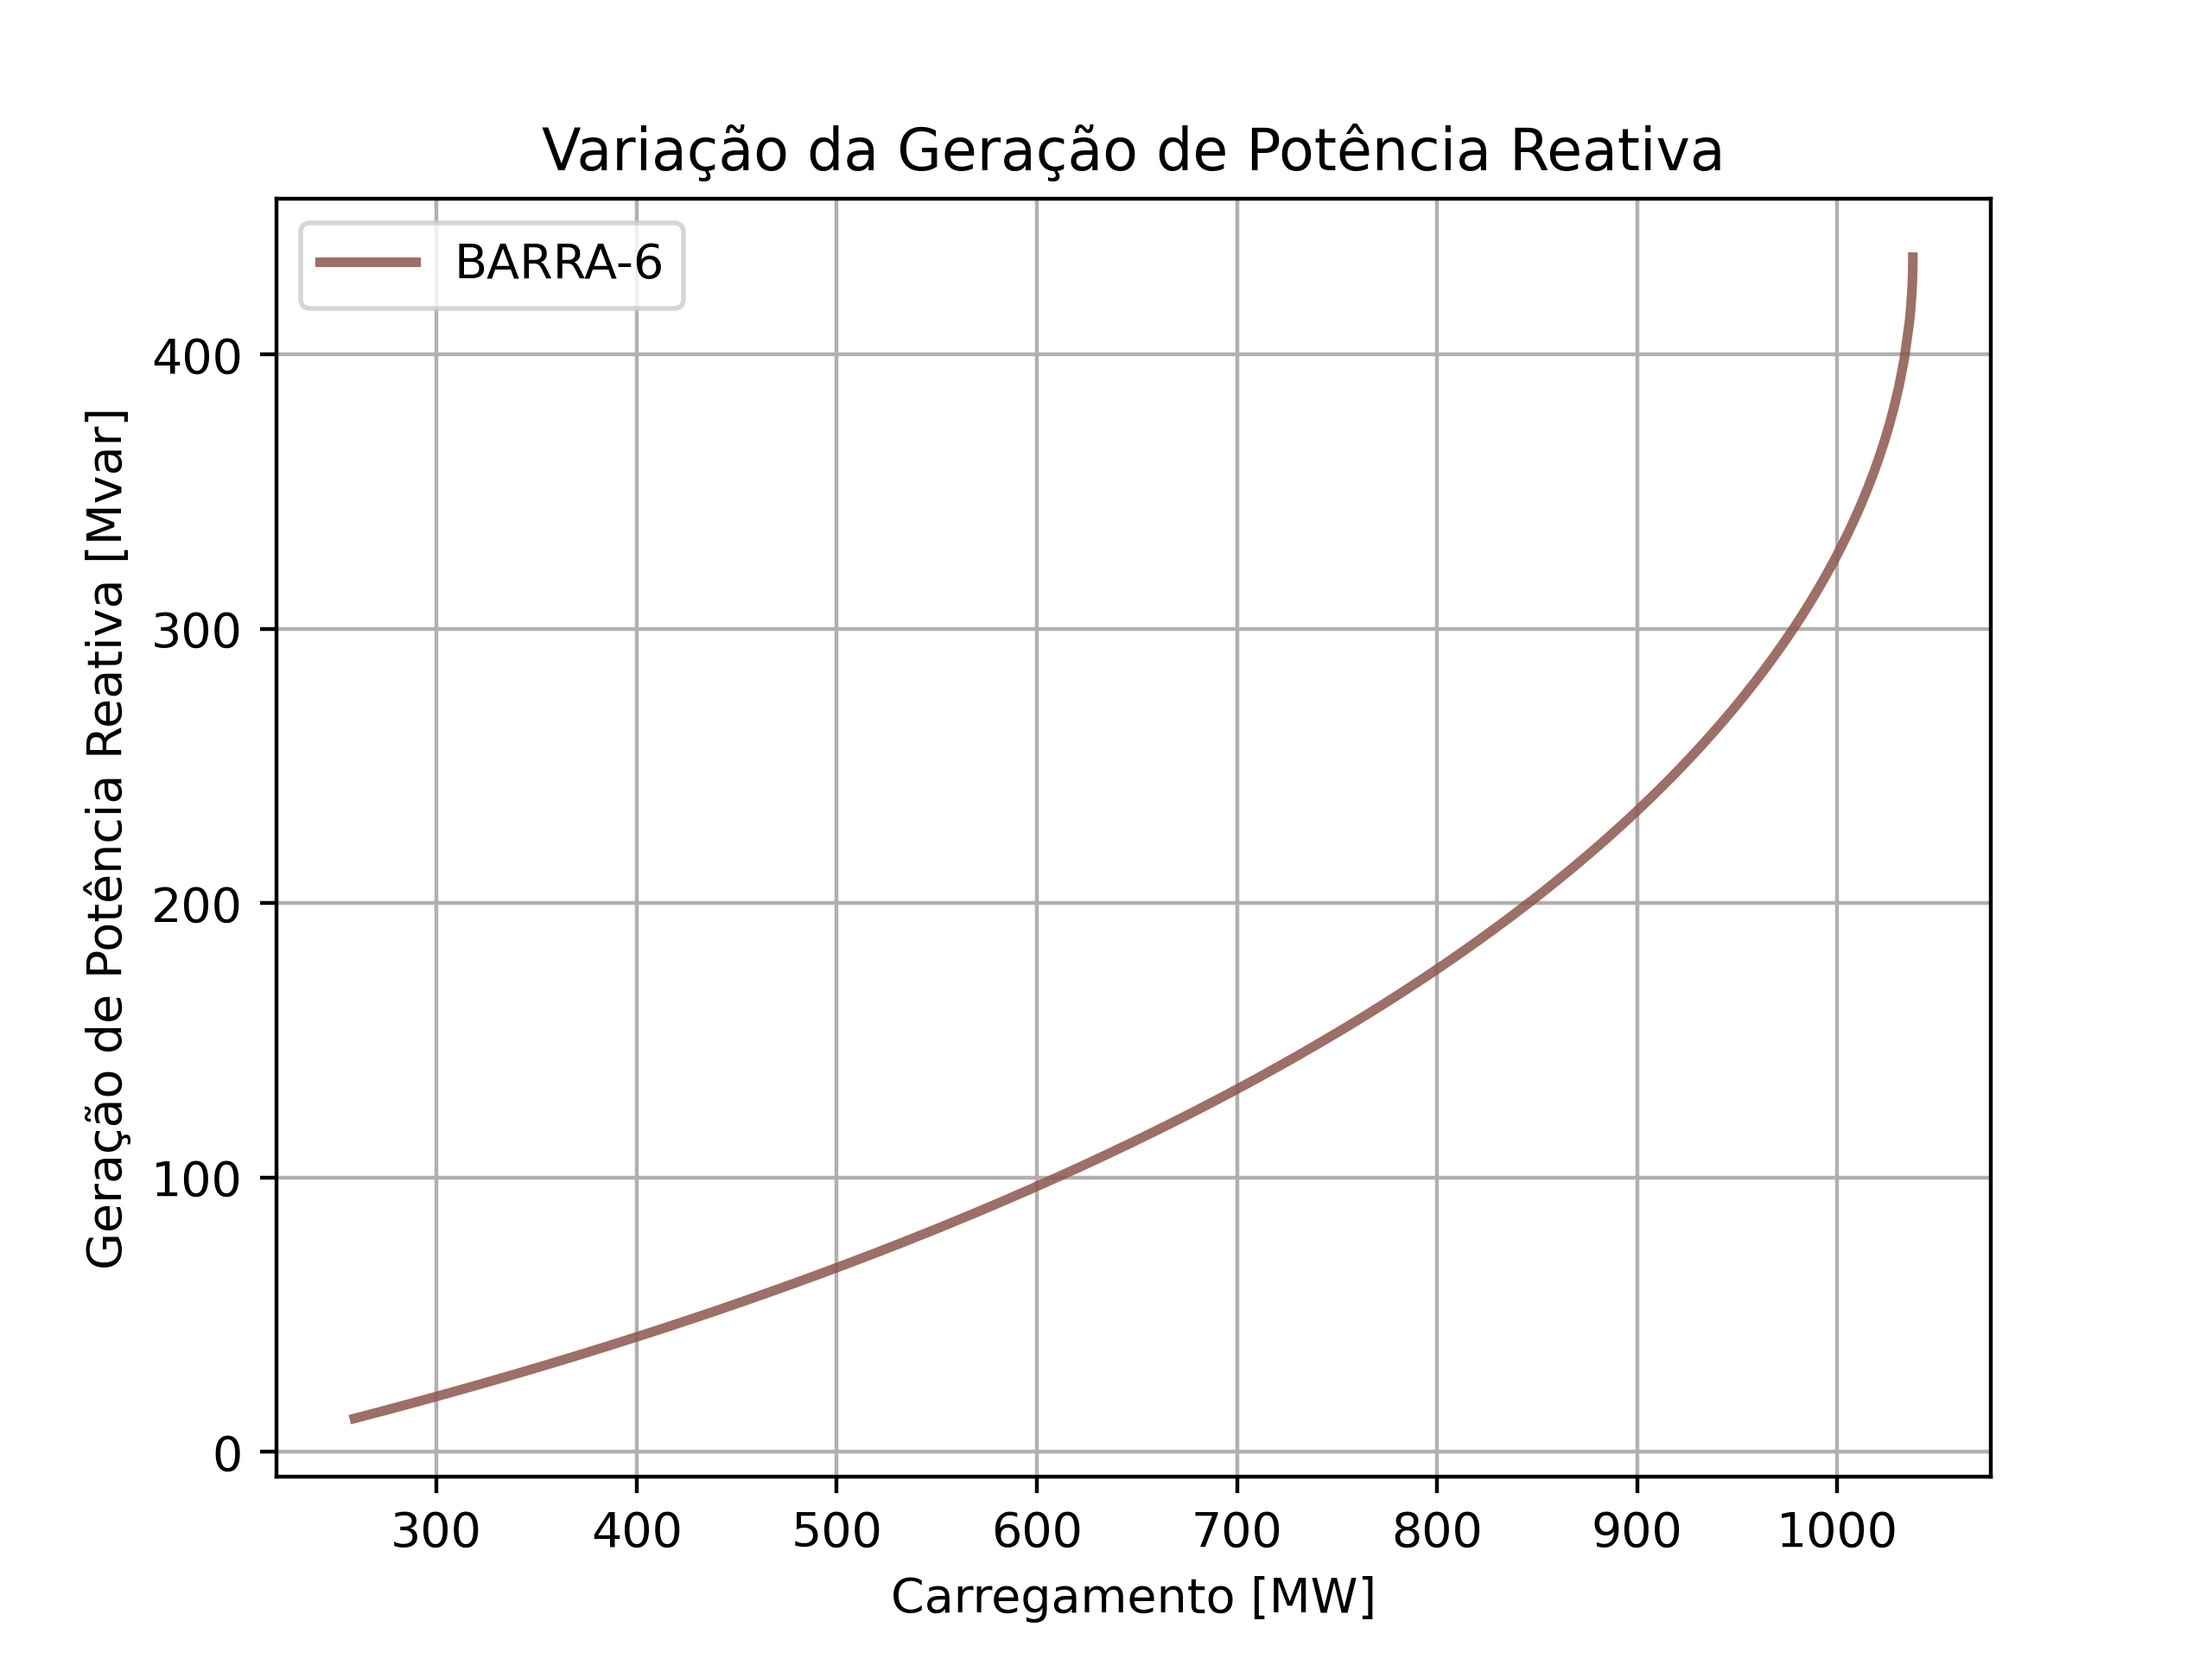 Variação da Geração de Potência Reativa
BARRA-6
Geração de Potência Reativa [Mvar]
400
300
200
100
0
300 400 500 600 700 800 900 1000
Carregamento [MW]